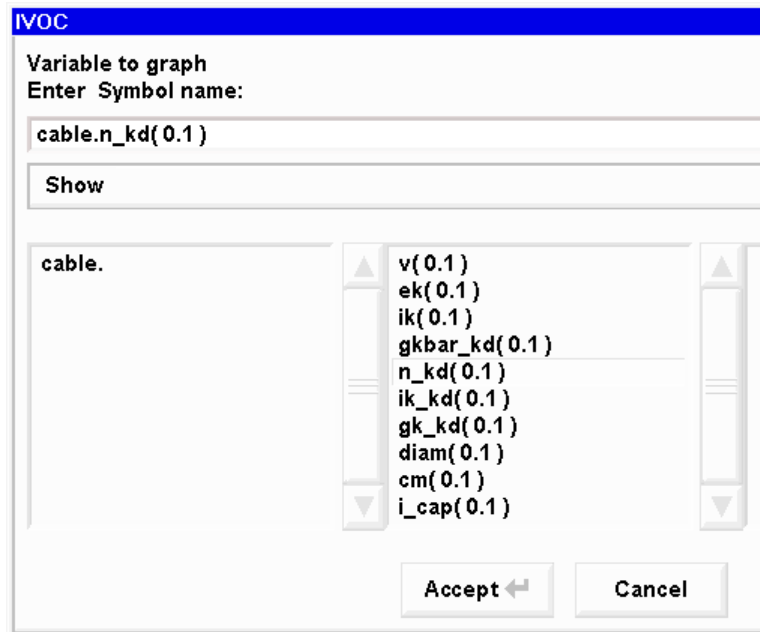 IVOC
Variable to graph
Enter Symbol name:
cable.n_kd( 0.1 )
Show
cable.
v( 0.1 )
ek( 0.1 )
ik( 0.1 )
gkbar_kd( 0.1 )
n_kd( 0.1 )
ik_kd( 0.1 )
gk_kd( 0.1 )
diam( 0.1 )
cm( 0.1 )
i_cap( 0.1 )
Accept
Cancel